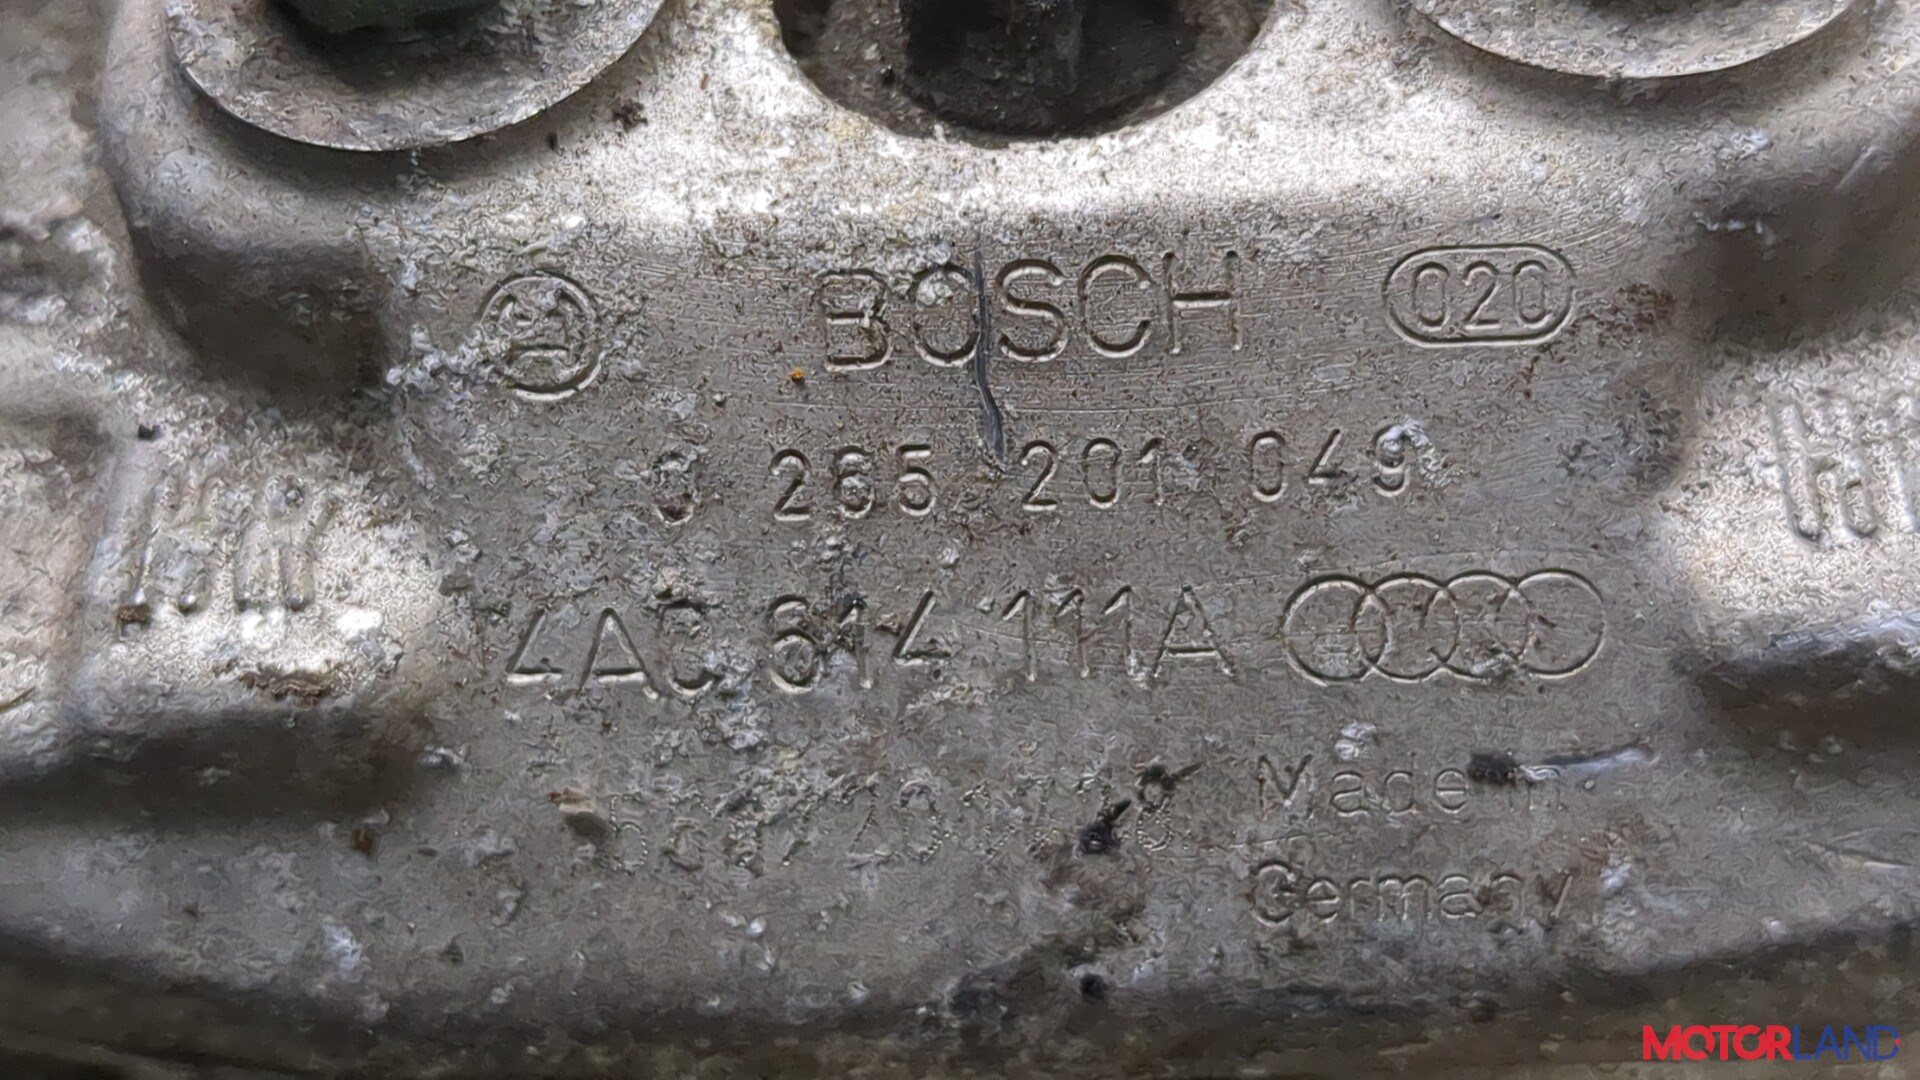 BOSCH 020
0 265 201 049
4A0 614 111A
Made in
Germany
MOTORLAND